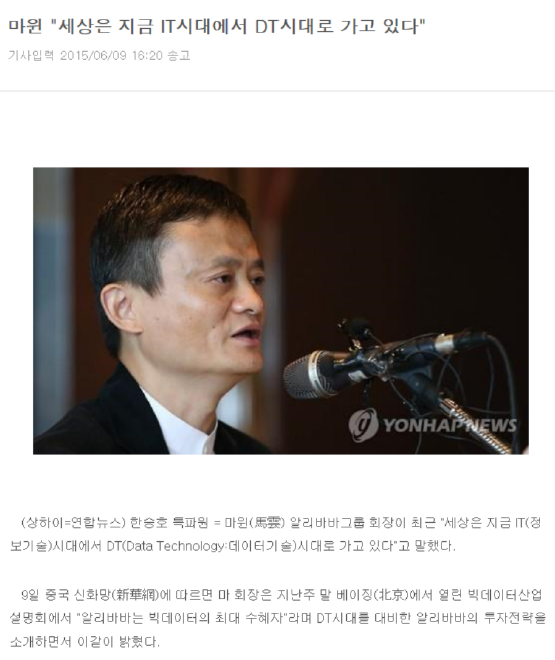 마윈 "세상은 지금 IT시대에서 DT시대로 가고 있다"
기사입력 2015/06/09 16:20 송고
YONHAPNEWS
(상하이=연합뉴스) 한승호 특파원 = 마윈(馬雲) 알리바바그룹 회장이 최근 "세상은 지금 IT(정
보기술)시대에서 DT(Data Technology:데이터기술)시대로 가고 있다"고 말했다.
9일 중국 신화망(新華網)에 따르면 마 회장은 지난주 말 베이징(北京)에서 열린 빅데이터산업
설명회에서 "알리바바는 빅데이터의 최대 수혜자"라며 DT시대를 대비한 알리바바의 투자전략을
소개하면서 이같이 밝혔다.